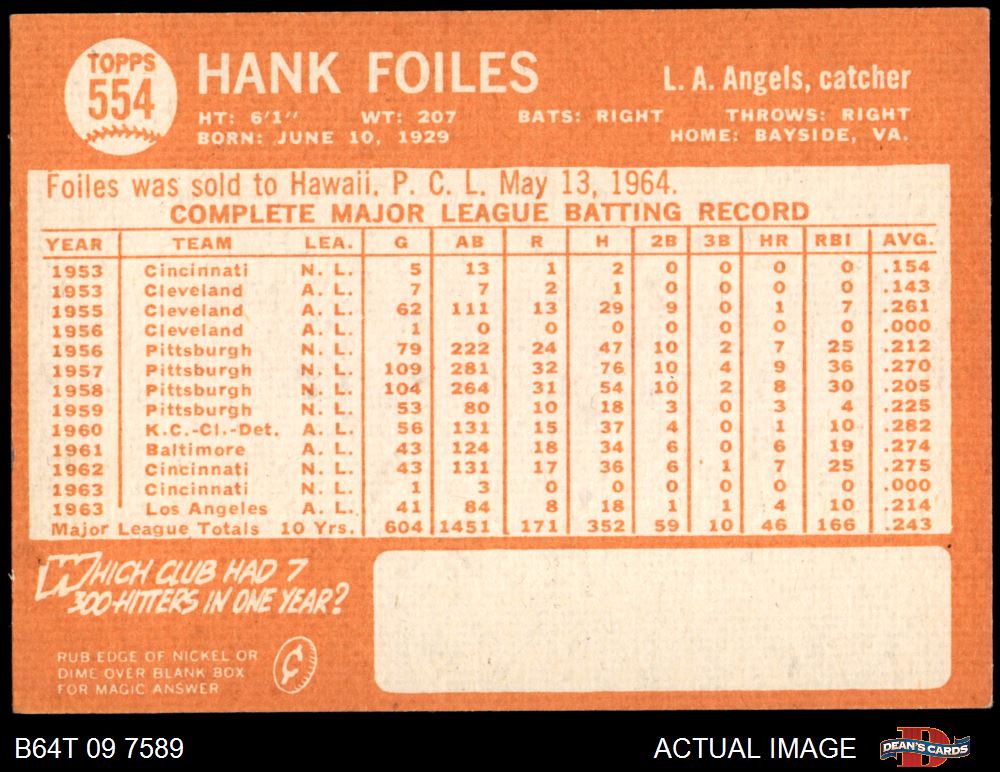 TOPPS
554
HANK FOILES
L. A. Angels, catcher
HT: 6'1" WT: 207 BATS: RIGHT THROWS: RIGHT
BORN: JUNE 10, 1929 HOME: BAYSIDE, VA.
Foiles was sold to Hawaii. P. C. L. May 13, 1964.
COMPLETE MAJOR LEAGUE BATTING RECORD
YEAR TEAM LEA. G AB R H 2B 3B HR RBI AVG.
1953 Cincinnati N. L. 5 13 1 2 0 0 0 0 .154
1953 Cleveland A. L. 7 7 2 1 0 0 0 0 .143
1955 Cleveland A. L. 62 111 13 29 9 0 1 7 .261
1956 Cleveland A. L. 1 0 0 0 0 0 0 0 .000
1956 Pittsburgh N. L. 79 222 24 47 10 2 7 25 .212
1957 Pittsburgh N. L. 109 281 32 76 10 4 9 36 .270
1958 Pittsburgh N. L. 104 264 31 54 10 2 8 30 .205
1959 Pittsburgh N. L. 53 80 10 18 3 0 3 4 .225
1960 K.C.-Cl.-Det. A. L. 56 131 15 37 4 0 1 10 .282
1961 Baltimore A. L. 43 124 18 34 6 0 6 19 .274
1962 Cincinnati N. L. 43 131 17 36 6 1 7 25 .275
1963 Cincinnati N. L. 1 3 0 0 0 0 0 0 .000
1963 Los Angeles A. L. 41 84 8 18 1 1 4 10 .214
Major League Totals 10 Yrs. 604 1451 171 352 59 10 46 166 .243
WHICH CLUB HAD 7
300-HITTERS IN ONE YEAR?
RUB EDGE OF NICKEL OR
DIME OVER BLANK BOX
FOR MAGIC ANSWER
¢
B64T 09 7589
ACTUAL IMAGE
D
DEAN'S CARDS